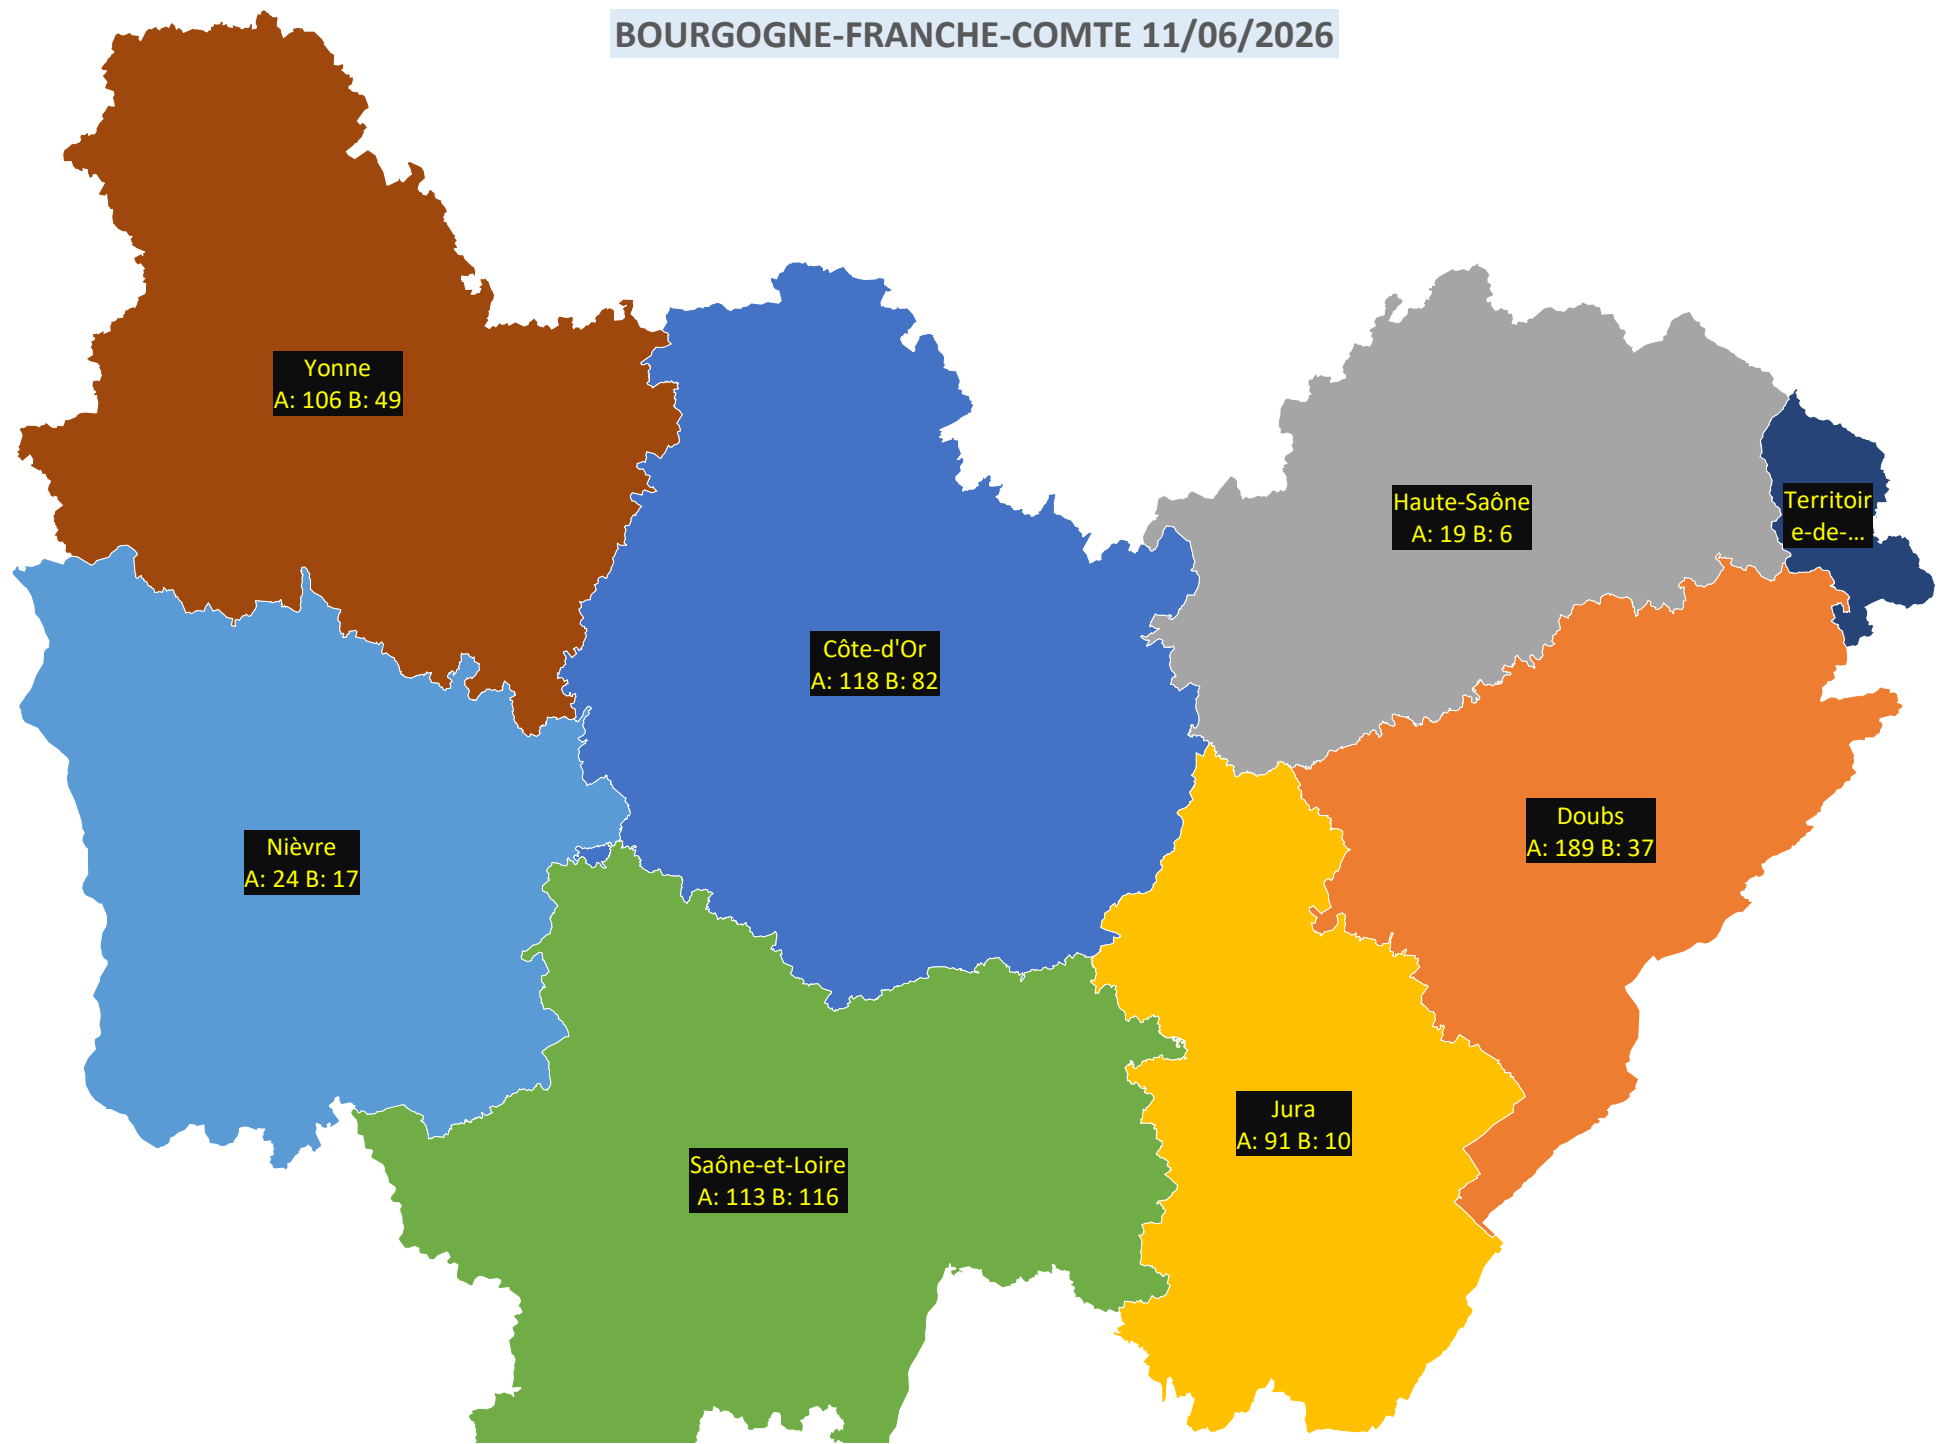 BOURGOGNE-FRANCHE-COMTE 11/06/2026
Yonne
A: 106 B: 49
Haute-Saône
A: 19 B: 6
Territoir
e-de-...
Côte-d'Or
A: 118 B: 82
Doubs
A: 189 B: 37
Nièvre
A: 24 B: 17
Jura
A: 91 B: 10
Saône-et-Loire
A: 113 B: 116